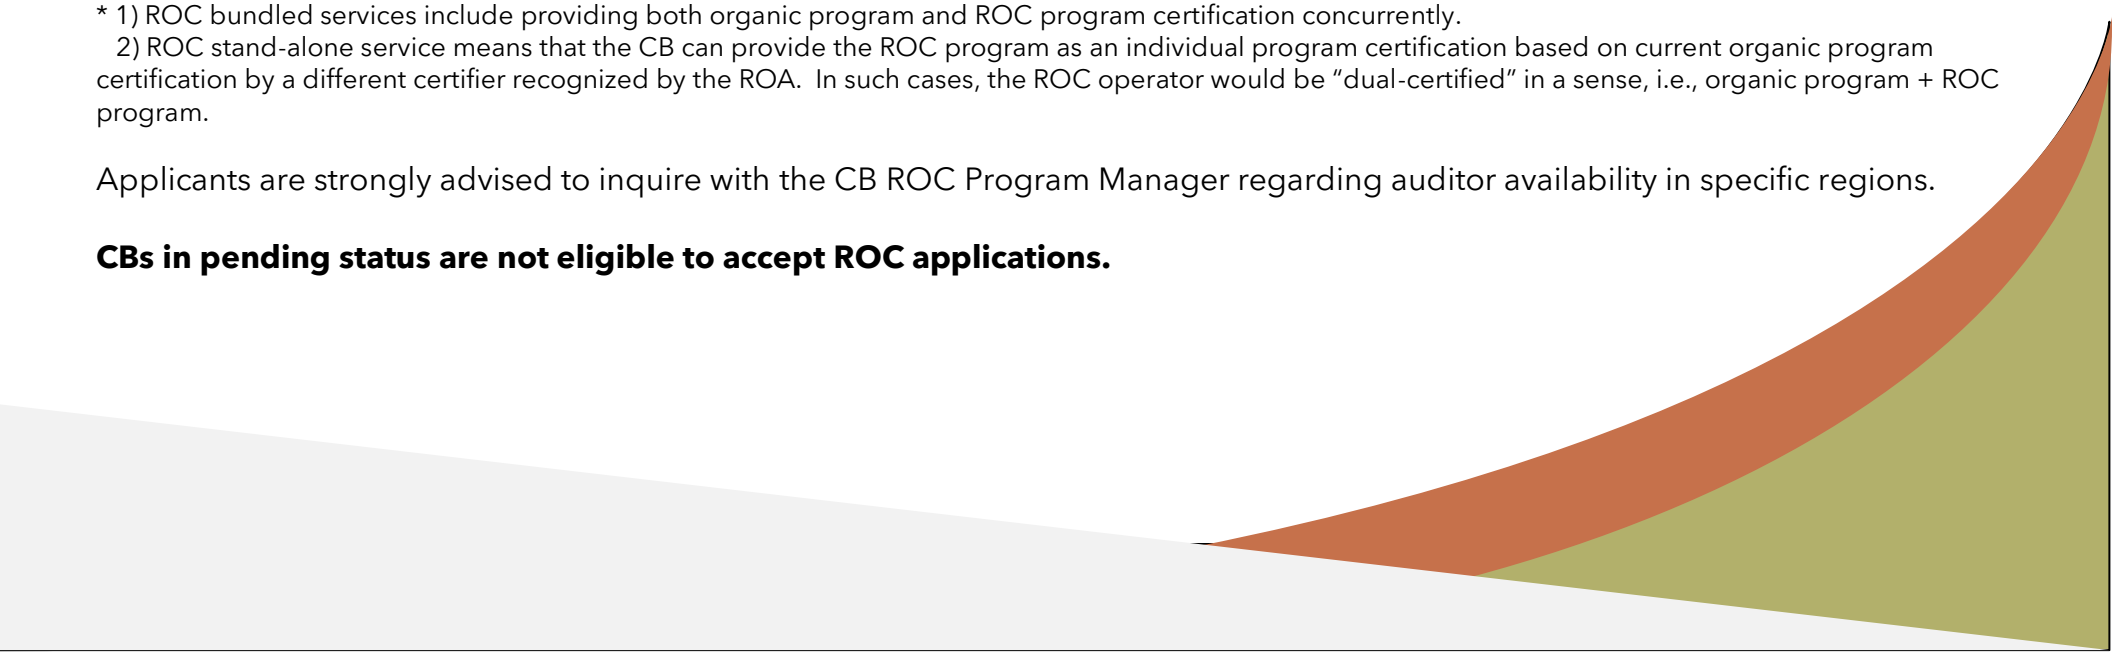 * 1) ROC bundled services include providing both organic program and ROC program certification concurrently.
2) ROC stand-alone service means that the CB can provide the ROC program as an individual program certification based on current organic program
certification by a different certifier recognized by the ROA.  In such cases, the ROC operator would be “dual-certified” in a sense, i.e., organic program + ROC
program.
Applicants are strongly advised to inquire with the CB ROC Program Manager regarding auditor availability in specific regions.
CBs in pending status are not eligible to accept ROC applications.